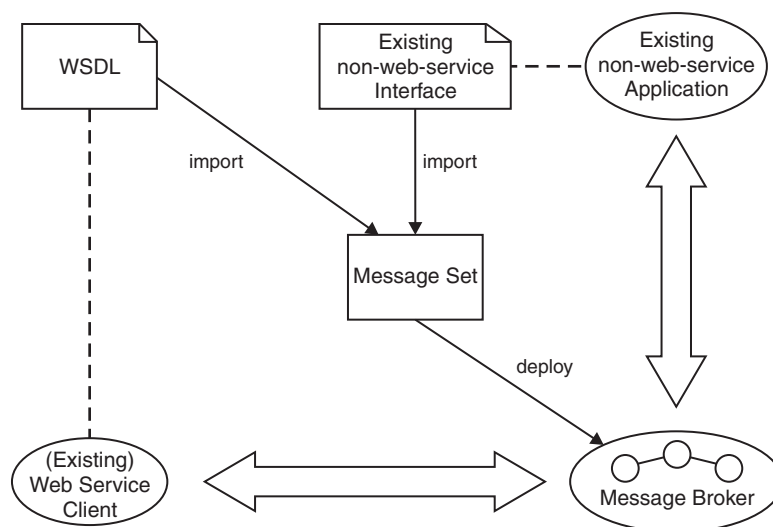 WSDL
Existing
non-web-service
Interface
Existing
non-web-service
Application
import
import
Message Set
deploy
(Existing)
Web Service
Client
Message Broker